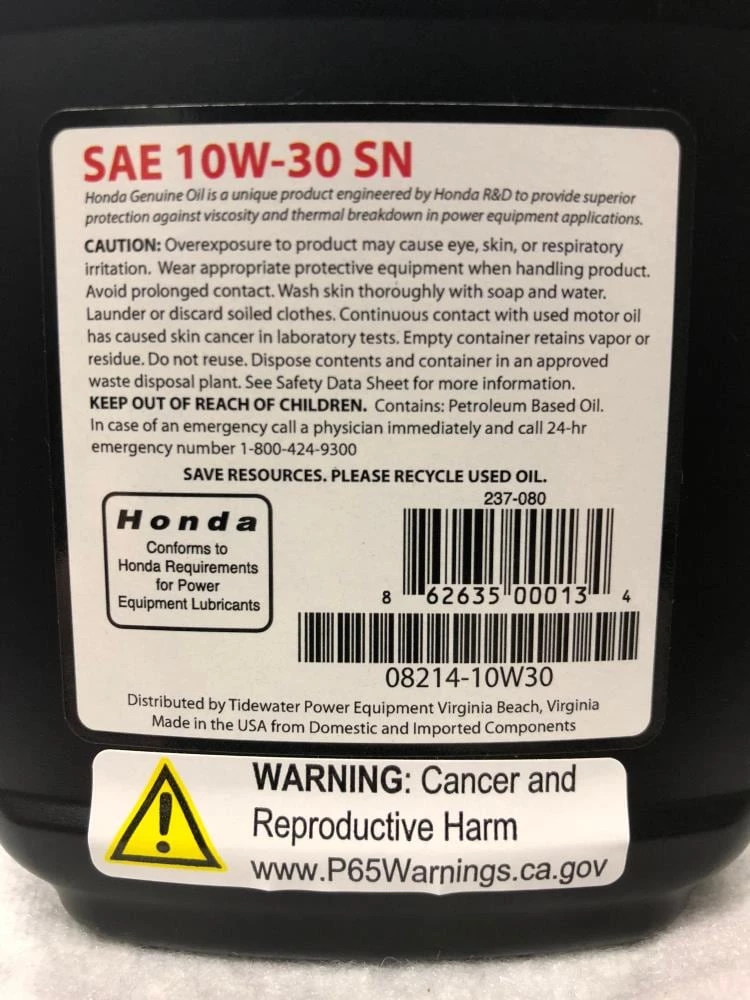 SAE 10W-30 SN
Honda Genuine Oil is a unique product engineered by Honda R&D to provide superior
protection against viscosity and thermal breakdown in power equipment applications.
CAUTION: Overexposure to product may cause eye, skin, or respiratory
irritation. Wear appropriate protective equipment when handling product.
Avoid prolonged contact. Wash skin thoroughly with soap and water.
Launder or discard soiled clothes. Continuous contact with used motor oil
has caused skin cancer in laboratory tests. Empty container retains vapor or
residue. Do not reuse. Dispose contents and container in an approved
waste disposal plant. See Safety Data Sheet for more information.
KEEP OUT OF REACH OF CHILDREN. Contains: Petroleum Based Oil.
In case of an emergency call a physician immediately and call 24-hr
emergency number 1-800-424-9300
SAVE RESOURCES. PLEASE RECYCLE USED OIL.
Honda
Conforms to
Honda Requirements
for Power
Equipment Lubricants
237-080
8 62635 00013 4
08214-10W30
Distributed by Tidewater Power Equipment Virginia Beach, Virginia
Made in the USA from Domestic and Imported Components
WARNING: Cancer and
Reproductive Harm
www.P65Warnings.ca.gov